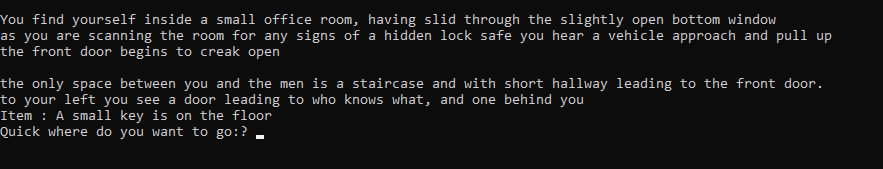 You find yourself inside a small office room, having slid through the slightly open bottom window
as you are scanning the room for any signs of a hidden lock safe you hear a vehicle approach and pull up
the front door begins to creak open
the only space between you and the men is a staircase and with short hallway leading to the front door.
to your left you see a door leading to who knows what, and one behind you
Item : A small key is on the floor
Quick where do you want to go:? _